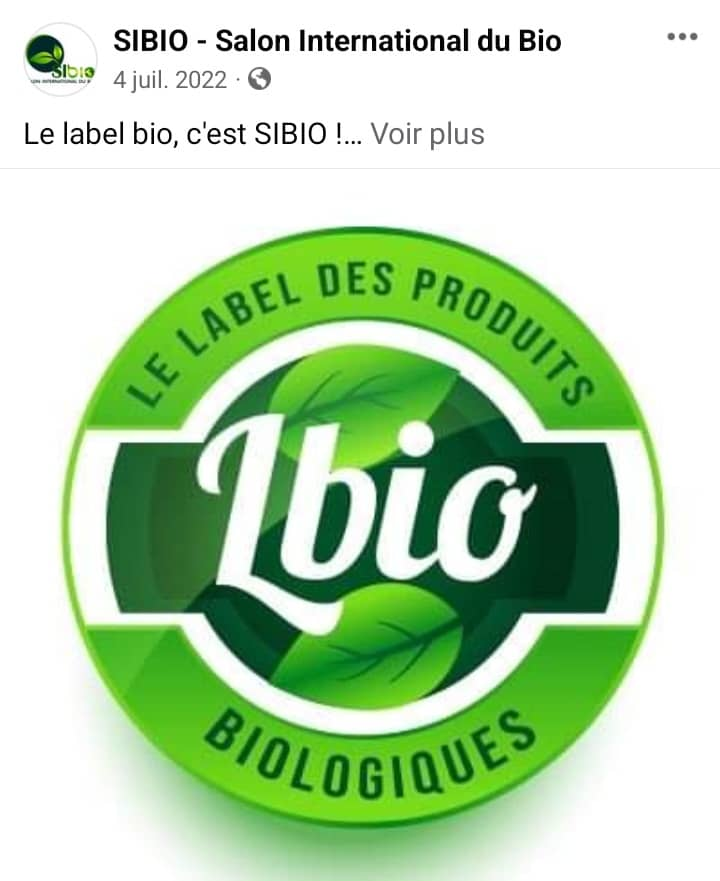 SIBIO - Salon International du Bio
4 juil. 2022 ·
Le label bio, c'est SIBIO !... Voir plus
sibio
LE LABEL DES PRODUITS
Lbio
BIOLOGIQUES